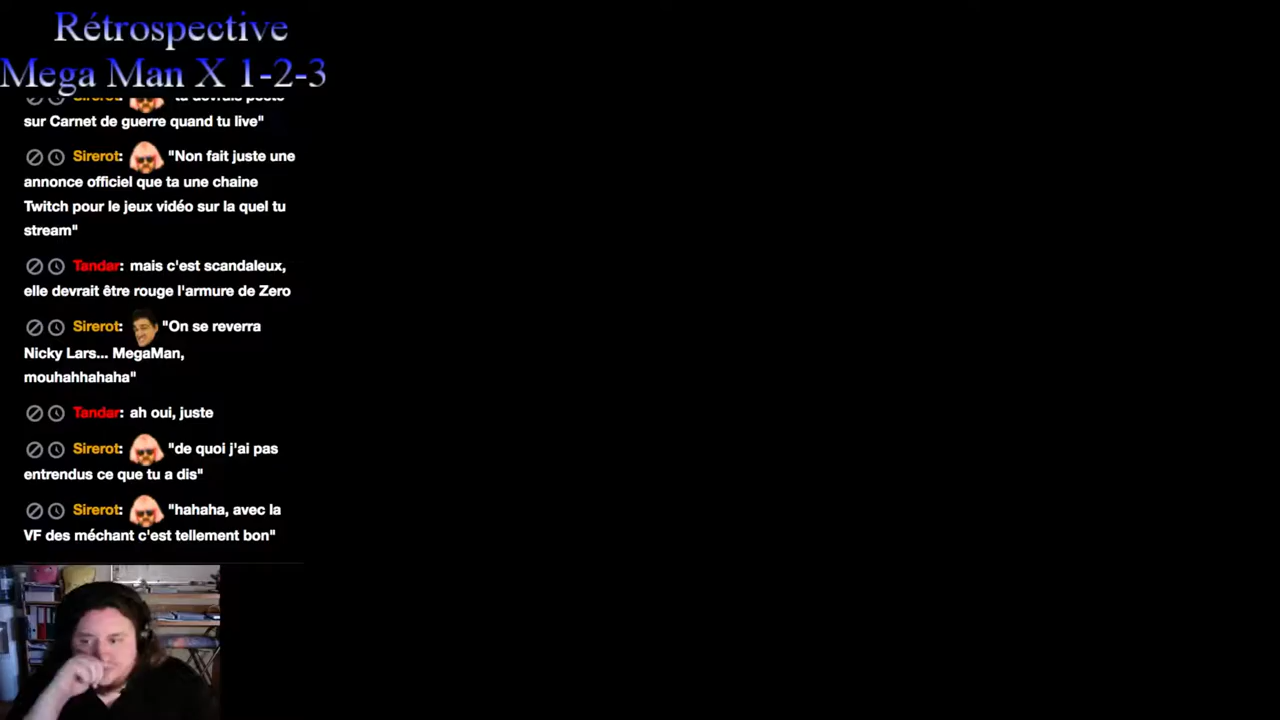 Rétrospective
Mega Man X 1-2-3
Sirerot: "ta devrais poste
sur Carnet de guerre quand tu live"
Sirerot: "Non fait juste une
annonce officiel que ta une chaine
Twitch pour le jeux vidéo sur la quel tu
stream"
Tandar: mais c'est scandaleux,
elle devrait être rouge l'armure de Zero
Sirerot: "On se reverra
Nicky Lars... MegaMan,
mouhahhahaha"
Tandar: ah oui, juste
Sirerot: "de quoi j'ai pas
entrendus ce que tu a dis"
Sirerot: "hahaha, avec la
VF des méchant c'est tellement bon"